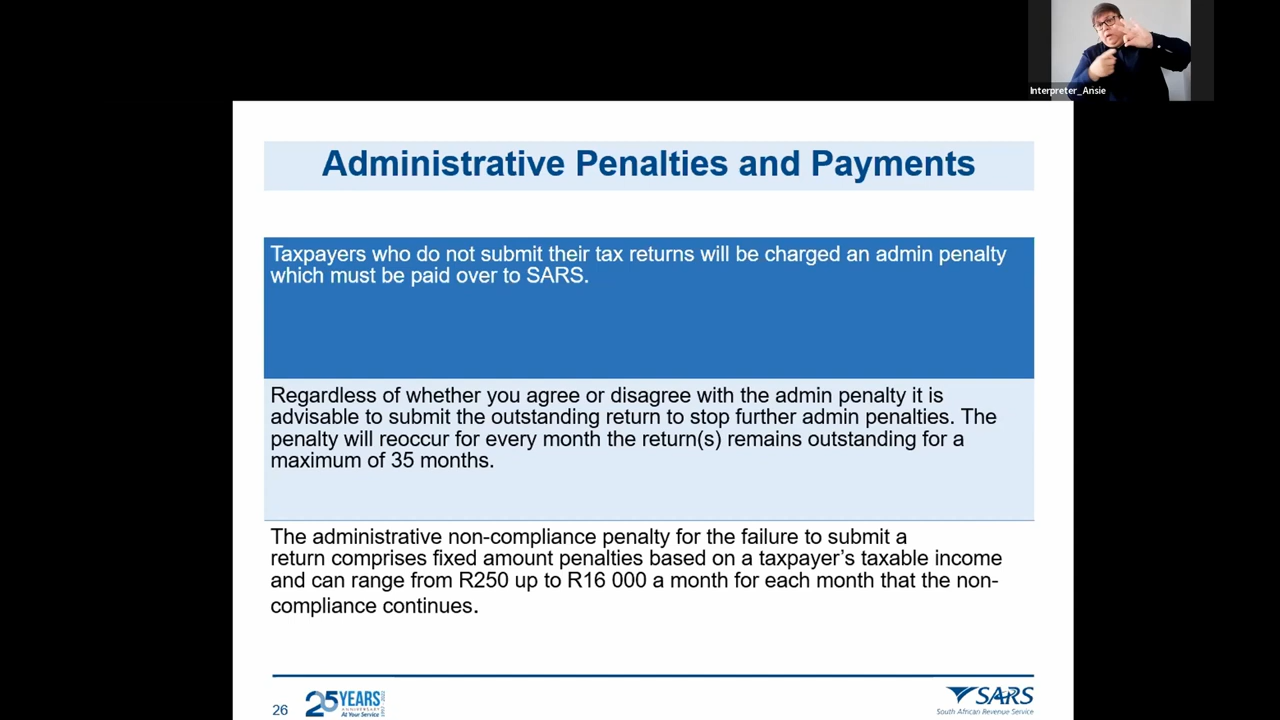 Interpreter_Ansie
Administrative Penalties and Payments
Taxpayers who do not submit their tax returns will be charged an admin penalty
which must be paid over to SARS.
Regardless of whether you agree or disagree with the admin penalty it is
advisable to submit the outstanding return to stop further admin penalties. The
penalty will reoccur for every month the return(s) remains outstanding for a
maximum of 35 months.
The administrative non-compliance penalty for the failure to submit a
return comprises fixed amount penalties based on a taxpayer’s taxable income
and can range from R250 up to R16 000 a month for each month that the non-
compliance continues.
26
25 YEARS
ANNIVERSARY
At Your Service
SARS
South African Revenue Service